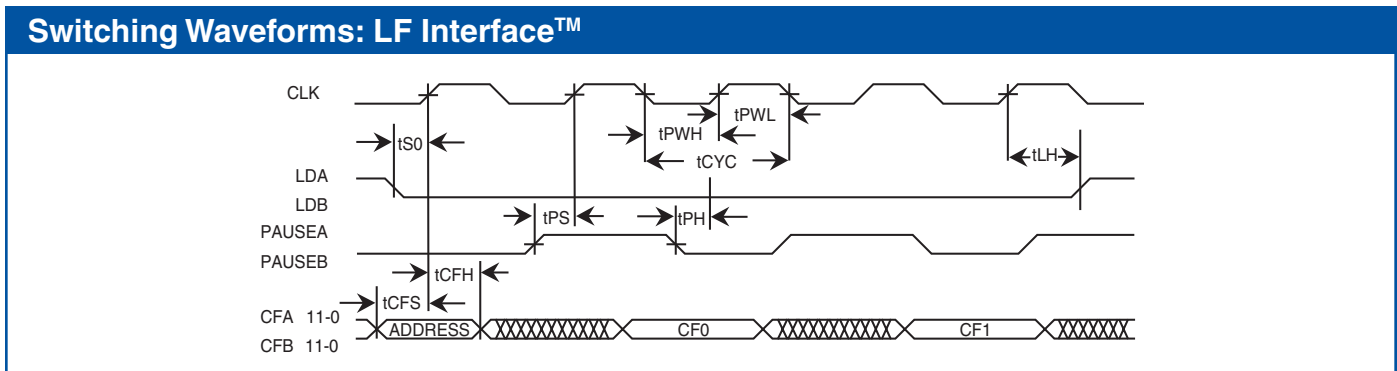 Switching Waveforms: LF Interface™
CLK
tPWL
tPWH
tS0
tCYC
tLH
LDA
LDB
tPS
tPH
PAUSEA
PAUSEB
tCFH
tCFS
CFA 11-0
ADDRESS
CF0
CF1
CFB 11-0